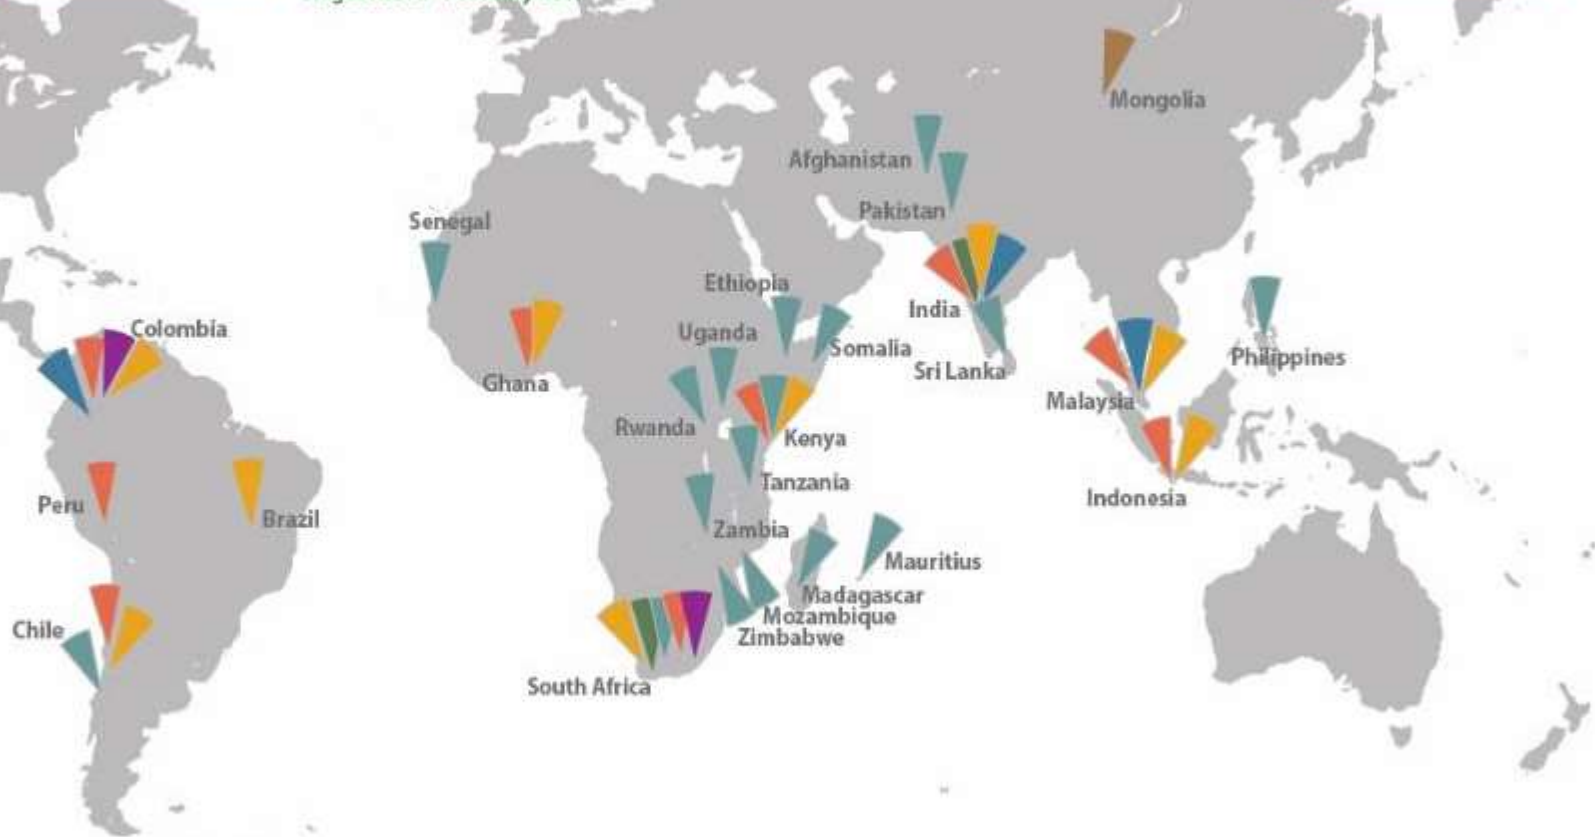 Mongolia
Afghanistan
Pakistan
Senegal
Ethiopia
India
Colombia
Uganda
Somalia
Sri Lanka
Philippines
Ghana
Malaysia
Rwanda
Kenya
Tanzania
Indonesia
Peru
Brazil
Zambia
Mauritius
Madagascar
Mozambique
Chile
Zimbabwe
South Africa